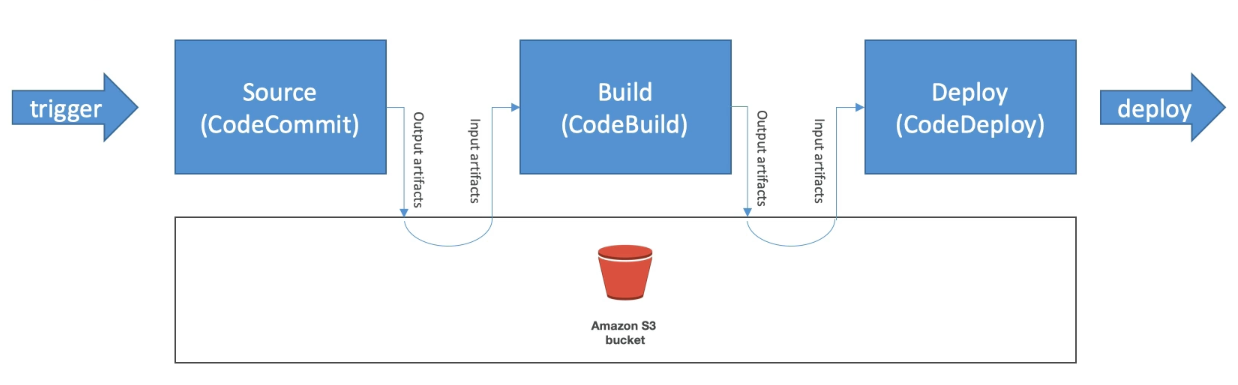 trigger
Source
(CodeCommit)
Output artifacts
Input artifacts
Build
(CodeBuild)
Output artifacts
Input artifacts
Deploy
(CodeDeploy)
deploy
Amazon S3
bucket